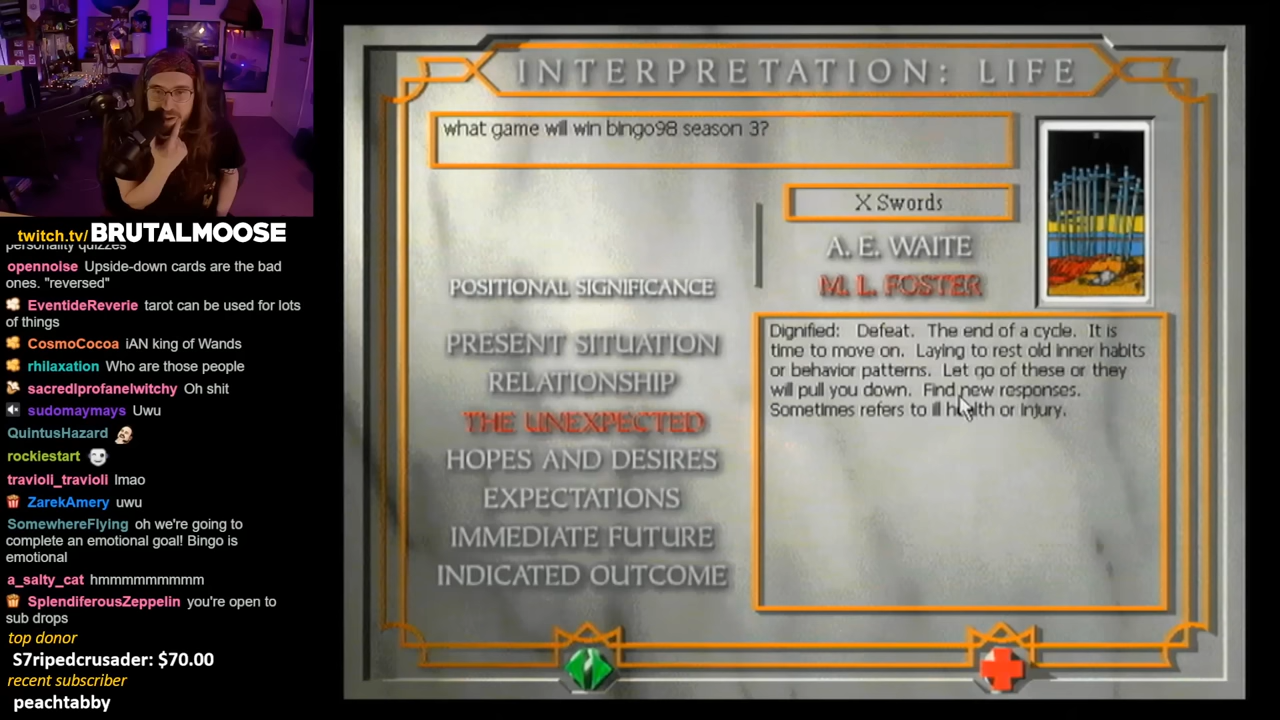 twitch.tv/BRUTALMOOSE
personality quizzes
opennoise Upside-down cards are the bad
ones. "reversed"
EventideReverie tarot can be used for lots
of things
CosmoCocoa iAN king of Wands
rhilaxation Who are those people
sacredlprofanelwitchy Oh shit
sudomaymays Uwu
QuintusHazard
rockiestart
travioli_travioli lmao
ZarekAmery uwu
SomewhereFlying oh we're going to
complete an emotional goal! Bingo is
emotional
a_salty_cat hmmmmmmmmm
SplendiferousZeppelin you're open to
sub drops
top donor
S7ripedcrusader: $70.00
recent subscriber
peachtabby
INTERPRETATION: LIFE
what game will win bingo98 season 3?
X Swords
A. E. WAITE
M. L. FOSTER
POSITIONAL SIGNIFICANCE
PRESENT SITUATION
RELATIONSHIP
THE UNEXPECTED
HOPES AND DESIRES
EXPECTATIONS
IMMEDIATE FUTURE
INDICATED OUTCOME
Dignified: Defeat. The end of a cycle. It is
time to move on. Laying to rest old inner habits
or behavior patterns. Let go of these or they
will pull you down. Find new responses.
Sometimes refers to ill health or injury.